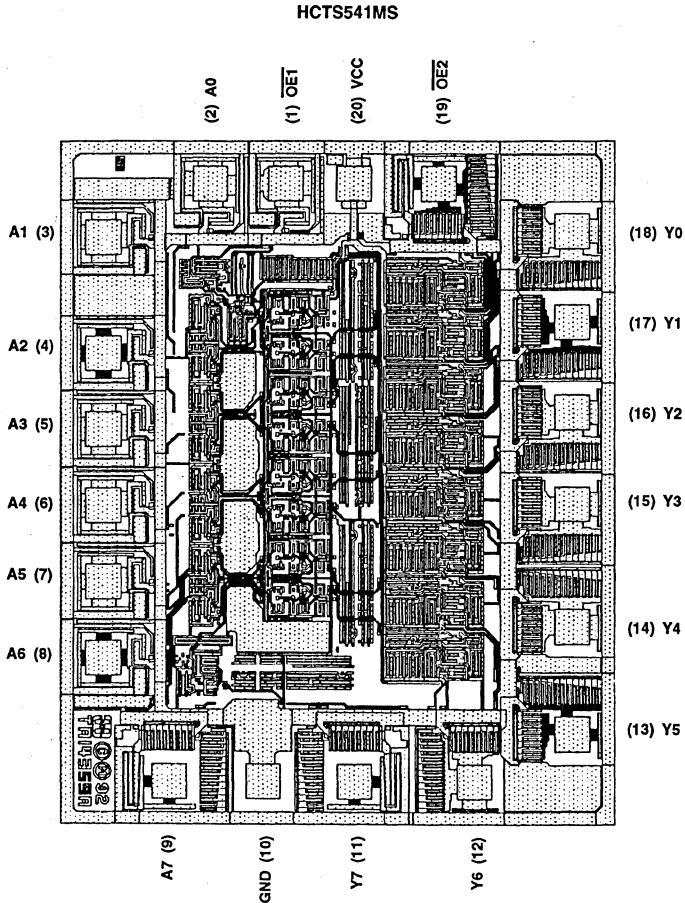 HCTS541MS
(2) A0
(1) OE1
(20) VCC
(19) OE2
A1 (3)
A2 (4)
A3 (5)
A4 (6)
A5 (7)
A6 (8)
(18) Y0
(17) Y1
(16) Y2
(15) Y3
(14) Y4
(13) Y5
A7 (9)
GND (10)
Y7 (11)
Y6 (12)